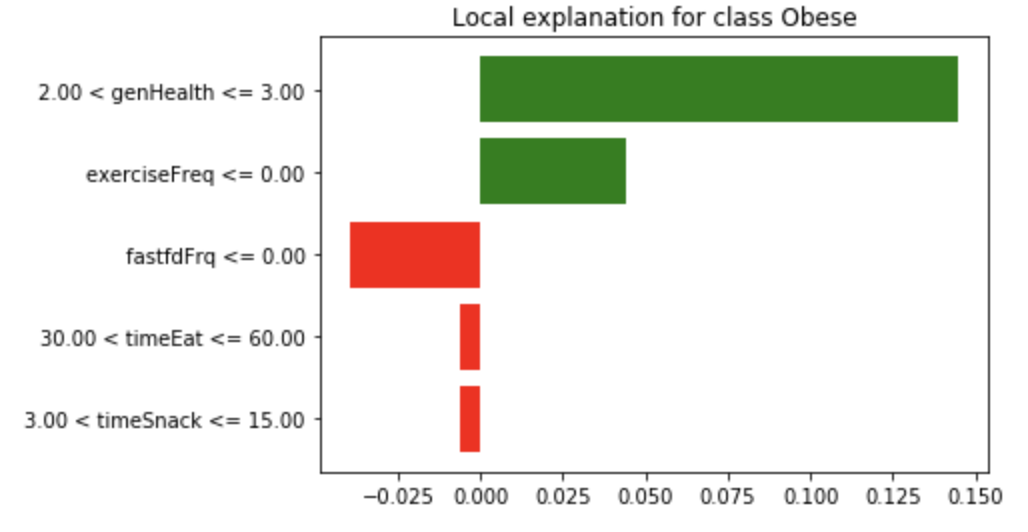 Local explanation for class Obese
2.00 < genHealth <= 3.00
exerciseFreq <= 0.00
fastfdFrq <= 0.00
30.00 < timeEat <= 60.00
3.00 < timeSnack <= 15.00
−0.025 0.000 0.025 0.050 0.075 0.100 0.125 0.150